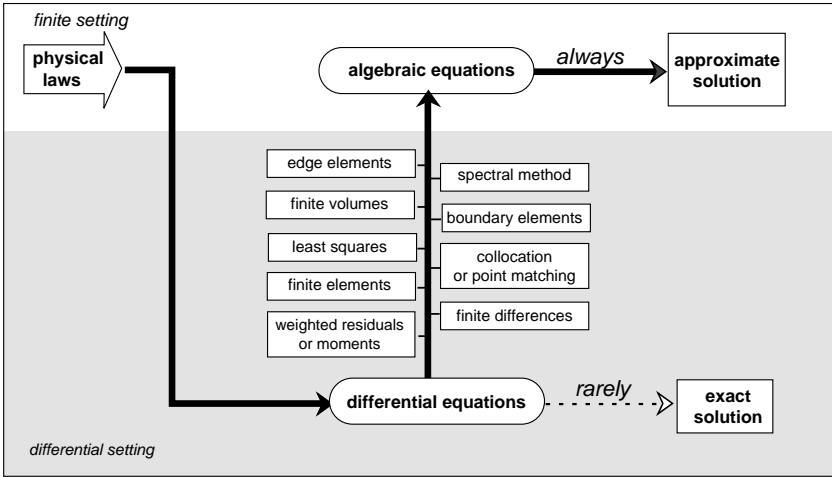 finite setting
physical
laws
algebraic equations
always
approximate
solution
edge elements
finite volumes
least squares
finite elements
weighted residuals
or moments
spectral method
boundary elements
collocation
or point matching
finite differences
differential equations
rarely
exact
solution
differential setting